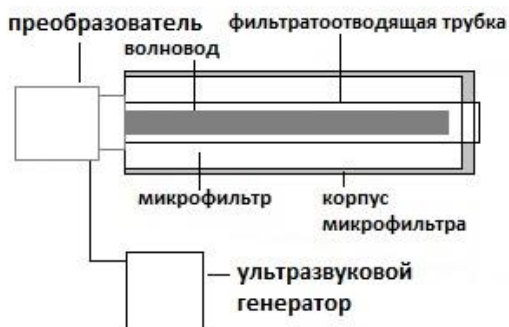 преобразователь
фильтратоотводящая трубка
волновод
микрофильтр
корпус
микрофильтра
ультразвуковой
генератор